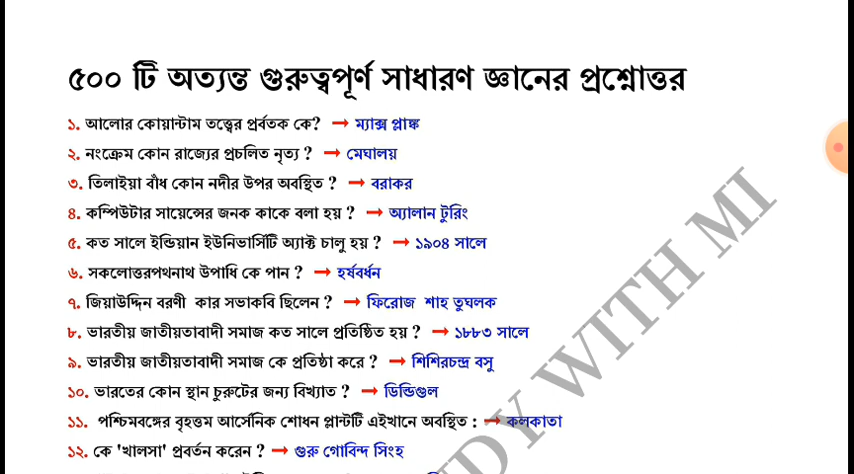 ৫০০ টি অত্যন্ত গুরুত্বপূর্ণ সাধারণ জ্ঞানের প্রশ্নোত্তর
১. আলোর কোয়ান্টাম তত্ত্বের প্রর্বতক কে? → ম্যাক্স প্লাঙ্ক
২. নংক্রেম কোন রাজ্যের প্রচলিত নৃত্য ? → মেঘালয়
৩. তিলাইয়া বাঁধ কোন নদীর উপর অবস্থিত ? → বরাকর
৪. কম্পিউটার সায়েন্সের জনক কাকে বলা হয় ? → অ্যালান টুরিং
৫. কত সালে ইন্ডিয়ান ইউনিভার্সিটি অ্যাক্ট চালু হয় ? → ১৯০৪ সালে
৬. সকলোত্তরপথনাথ উপাধি কে পান ? → হর্ষবর্ধন
৭. জিয়াউদ্দিন বরণী কার সভাকবি ছিলেন ? → ফিরোজ শাহ তুঘলক
৮. ভারতীয় জাতীয়তাবাদী সমাজ কত সালে প্রতিষ্ঠিত হয় ? → ১৮৮৩ সালে
৯. ভারতীয় জাতীয়তাবাদী সমাজ কে প্রতিষ্ঠা করে ? → শিশিরচন্দ্র বসু
১০. ভারতের কোন স্থান চুরুটের জন্য বিখ্যাত ? → ডিন্ডিগুল
১১. পশ্চিমবঙ্গের বৃহত্তম আর্সেনিক শোধন প্লান্টটি এইখানে অবস্থিত : → কলকাতা
১২. কে 'খালসা' প্রবর্তন করেন ? → গুরু গোবিন্দ সিংহ
DY WITH MI